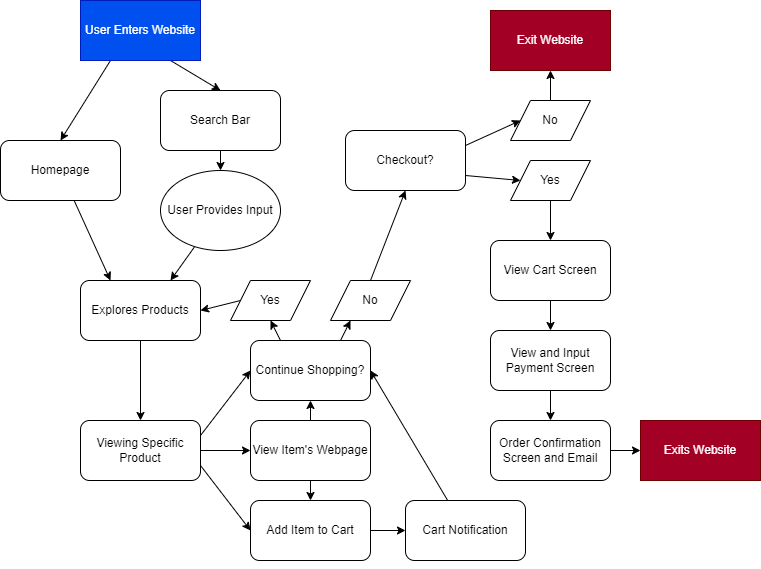 User Enters Website
Exit Website
Search Bar
No
Homepage
Checkout?
Yes
User Provides Input
View Cart Screen
Explores Products
Yes
No
Continue Shopping?
View and Input
Payment Screen
Viewing Specific
Product
View Item's Webpage
Order Confirmation
Screen and Email
Exits Website
Add Item to Cart
Cart Notification